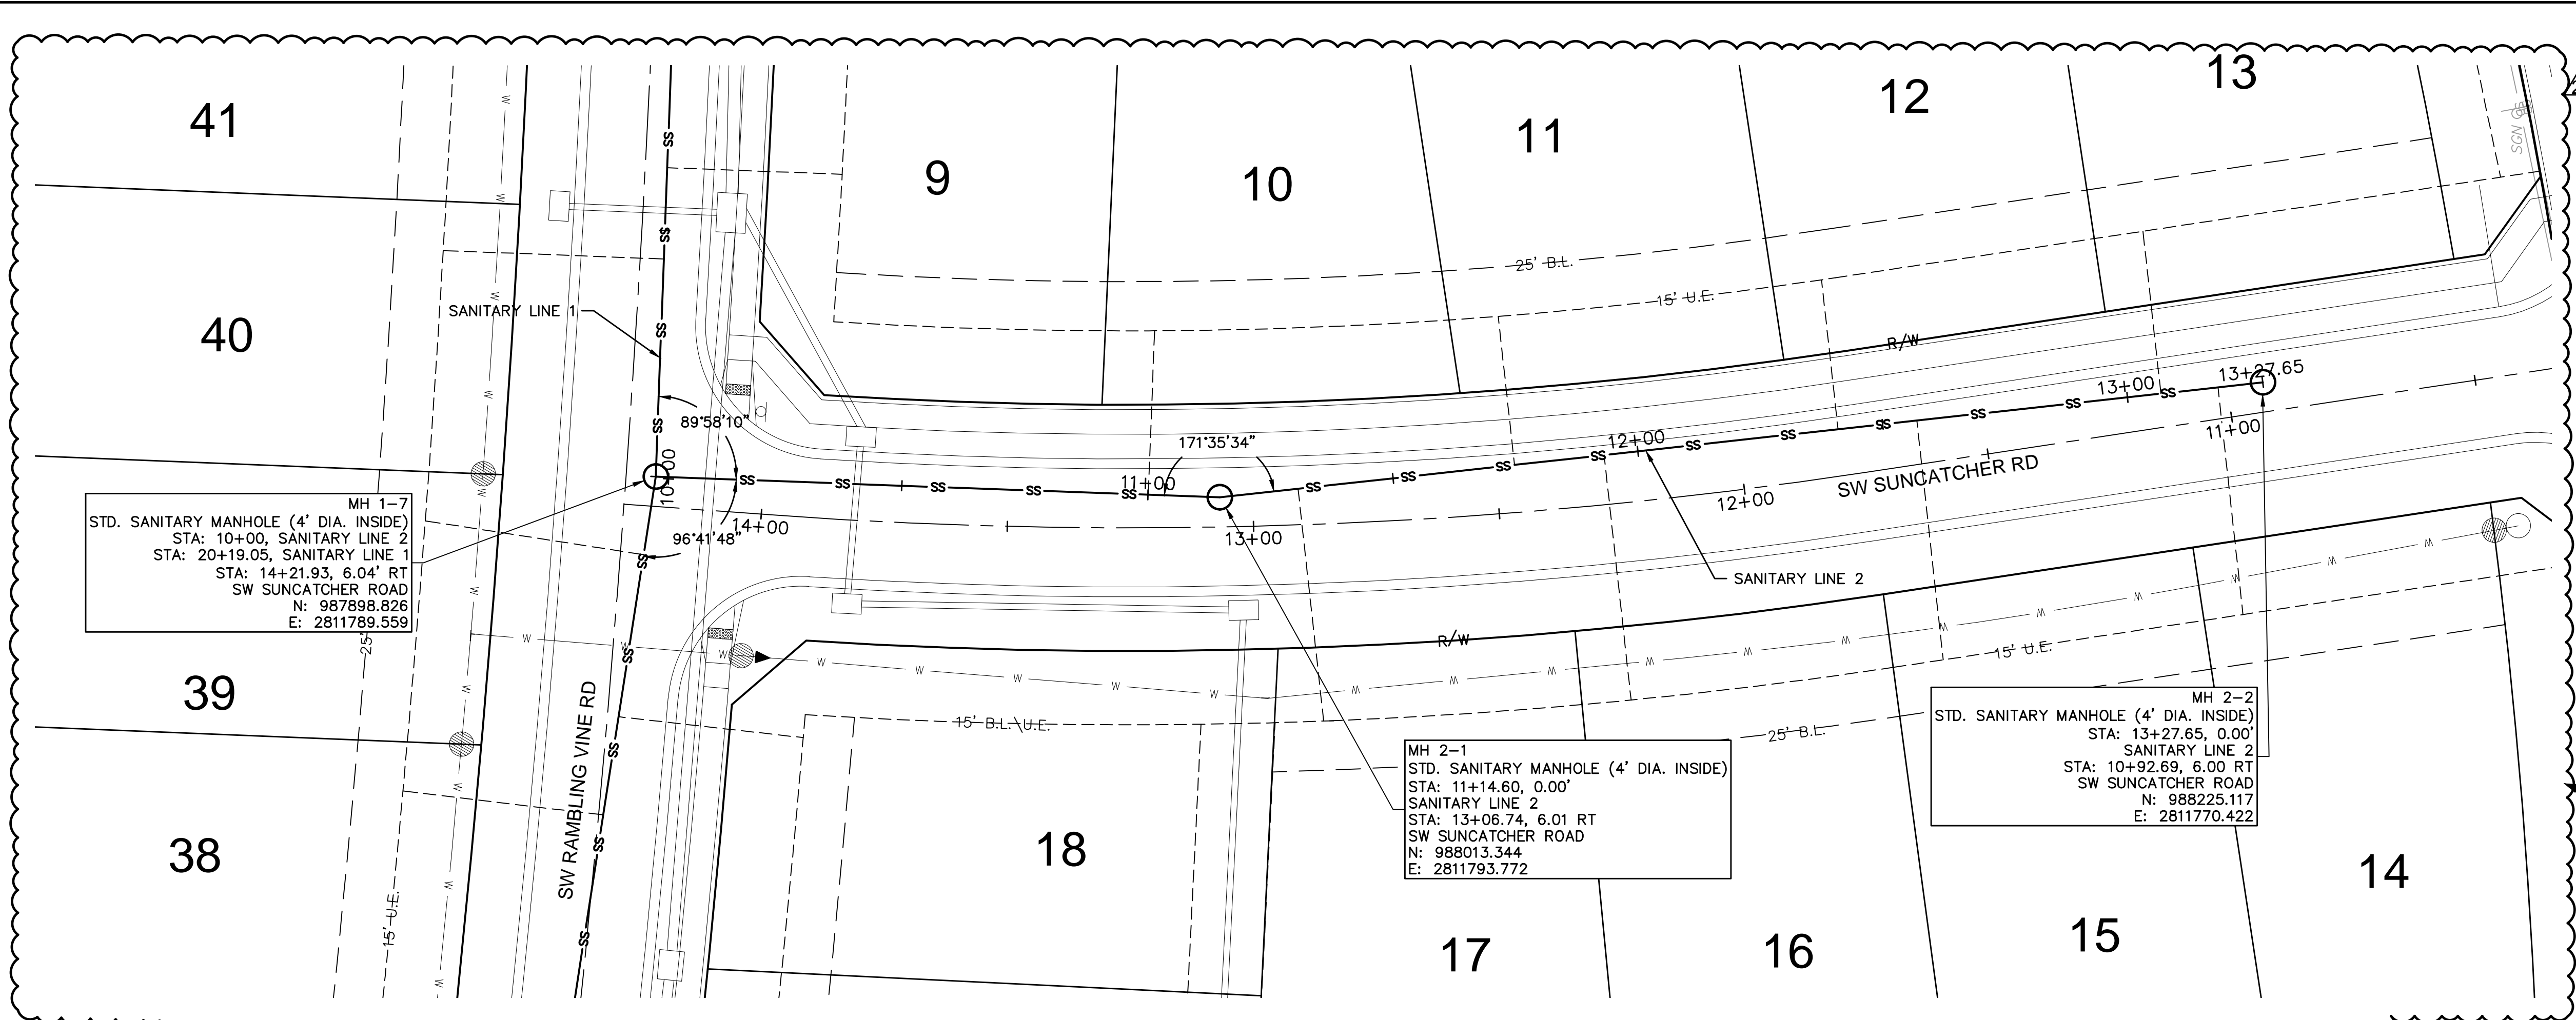 41
9
10
11
12
13
SGN
40
SANITARY LINE 1
25' B.L.
15' U.E.
R/W
89°58'10"
96°41'48"
171°35'34"
10+00
11+00
12+00
13+00
13+27.65
14+00
13+00
12+00
11+00
SW SUNCATCHER RD
SANITARY LINE 2
MH 1-7
STD. SANITARY MANHOLE (4' DIA. INSIDE)
STA: 10+00, SANITARY LINE 2
STA: 20+19.05, SANITARY LINE 1
STA: 14+21.93, 6.04' RT
SW SUNCATCHER ROAD
N: 987898.826
E: 2811789.559
25'
39
38
15' U.E.
SW RAMBLING VINE RD
R/W
15' B.L.\U.E.
15' U.E.
25' B.L.
18
MH 2-1
STD. SANITARY MANHOLE (4' DIA. INSIDE)
STA: 11+14.60, 0.00'
SANITARY LINE 2
STA: 13+06.74, 6.01 RT
SW SUNCATCHER ROAD
N: 988013.344
E: 2811793.772
MH 2-2
STD. SANITARY MANHOLE (4' DIA. INSIDE)
STA: 13+27.65, 0.00'
SANITARY LINE 2
STA: 10+92.69, 6.00 RT
SW SUNCATCHER ROAD
N: 988225.117
E: 2811770.422
17
16
15
14